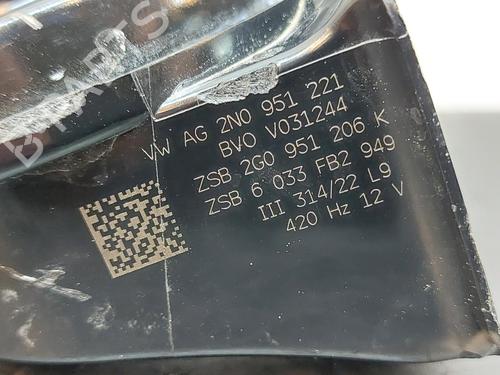 VW AG 2N0 951 221
BVO V031244
ZSB 2G0 951 206 K
ZSB 6 033 FB2 949
III 314/22 L9
420 Hz 12 V
B-PARTS